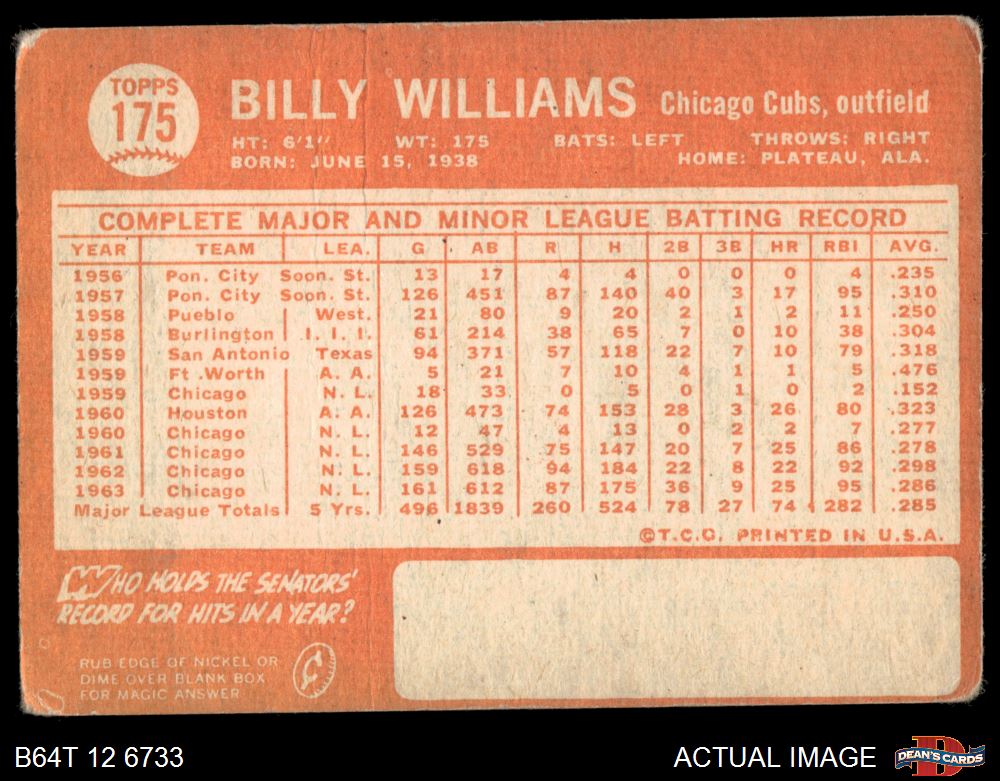 TOPPS
175
BILLY WILLIAMS Chicago Cubs, outfield
HT: 6'1" WT: 175 BATS: LEFT THROWS: RIGHT
BORN: JUNE 15, 1938 HOME: PLATEAU, ALA.
COMPLETE MAJOR AND MINOR LEAGUE BATTING RECORD
YEAR TEAM LEA. G AB R H 2B 3B HR RBI AVG.
1956 Pon. City Soon. St. 13 17 4 4 0 0 0 4 .235
1957 Pon. City Soon. St. 126 451 87 140 40 3 17 95 .310
1958 Pueblo West. 21 80 9 20 2 1 2 11 .250
1958 Burlington I. I. I. 61 214 38 65 7 0 10 38 .304
1959 San Antonio Texas 94 371 57 118 22 7 10 79 .318
1959 Ft. Worth A. A. 5 21 7 10 4 1 1 5 .476
1959 Chicago N. L. 18 33 0 5 0 1 0 2 .152
1960 Houston A. A. 126 473 74 153 28 3 26 80 .323
1960 Chicago N. L. 12 47 4 13 0 2 2 7 .277
1961 Chicago N. L. 146 529 75 147 20 7 25 86 .278
1962 Chicago N. L. 159 618 94 184 22 8 22 92 .298
1963 Chicago N. L. 161 612 87 175 36 9 25 95 .286
Major League Totals 5 Yrs. 496 1839 260 524 78 27 74 282 .285
©T.C.G. PRINTED IN U.S.A.
WHO HOLDS THE SENATORS'
RECORD FOR HITS IN A YEAR?
RUB EDGE OF NICKEL OR
DIME OVER BLANK BOX
FOR MAGIC ANSWER
B64T 12 6733 ACTUAL IMAGE DEAN'S CARDS